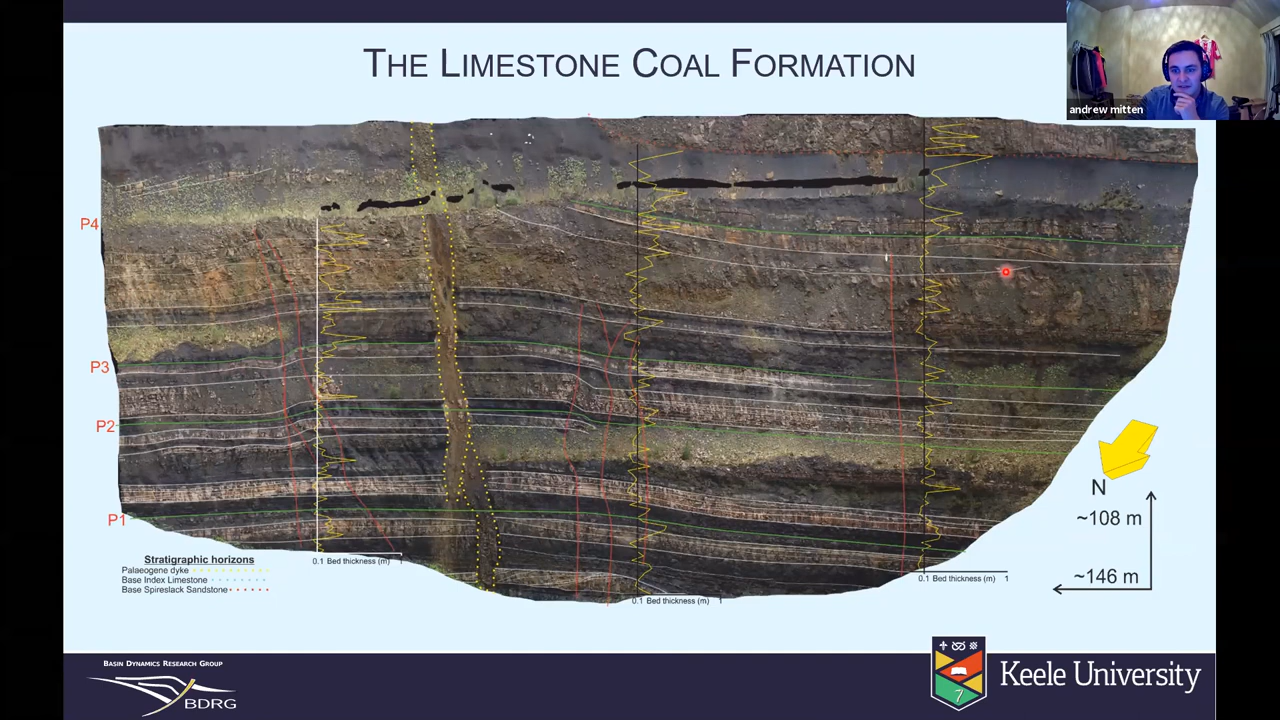 THE LIMESTONE COAL FORMATION
andrew mitten
P4
P3
P2
P1
N
~108 m
~146 m
Stratigraphic horizons
Palaeogene dyke
Base Index Limestone
Base Spireslack Sandstone
0.1 Bed thickness (m) 1
0.1 Bed thickness (m) 1
0.1 Bed thickness (m) 1
BASIN DYNAMICS RESEARCH GROUP
BDRG
Keele University